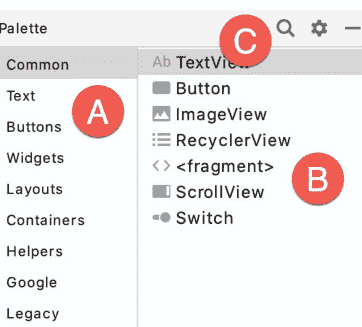 Palette
C
Common
Ab TextView
Text
A
Button
Buttons
ImageView
Widgets
RecyclerView
Layouts
<fragment>
B
Containers
ScrollView
Helpers
Switch
Google
Legacy